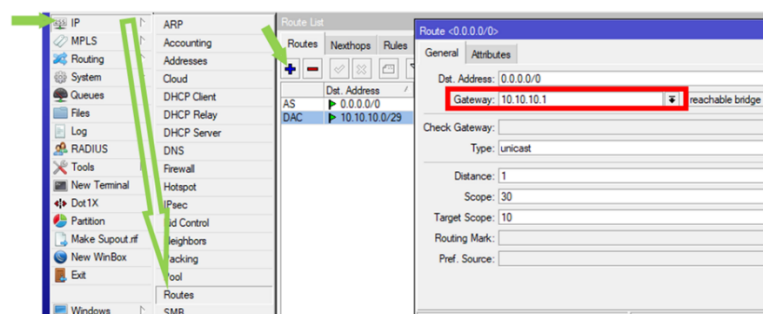 IP
MPLS
Routing
System
Queues
Files
Log
RADIUS
Tools
New Terminal
Dot1X
Partition
Make Supout.rif
New WinBox
Exit
Windows
ARP
Accounting
Addresses
Cloud
DHCP Client
DHCP Relay
DHCP Server
DNS
Firewall
Hotspot
IPsec
Kid Control
Neighbors
Packing
Pool
Routes
SMB
Route List
Routes Nexthops Rules
Dst. Address
AS 0.0.0.0/0
DAC 10.10.10.0/29
Route <0.0.0.0/0>
General Attributes
Dst. Address: 0.0.0.0/0
Gateway: 10.10.10.1 reachable bridge
Check Gateway:
Type: unicast
Distance: 1
Scope: 30
Target Scope: 10
Routing Mark:
Pref. Source: